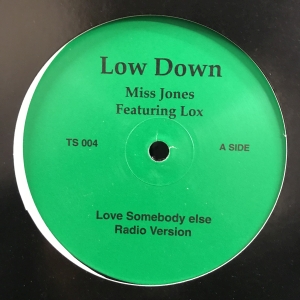 Low Down
Miss Jones
Featuring Lox
TS 004
A SIDE
Love Somebody else
Radio Version